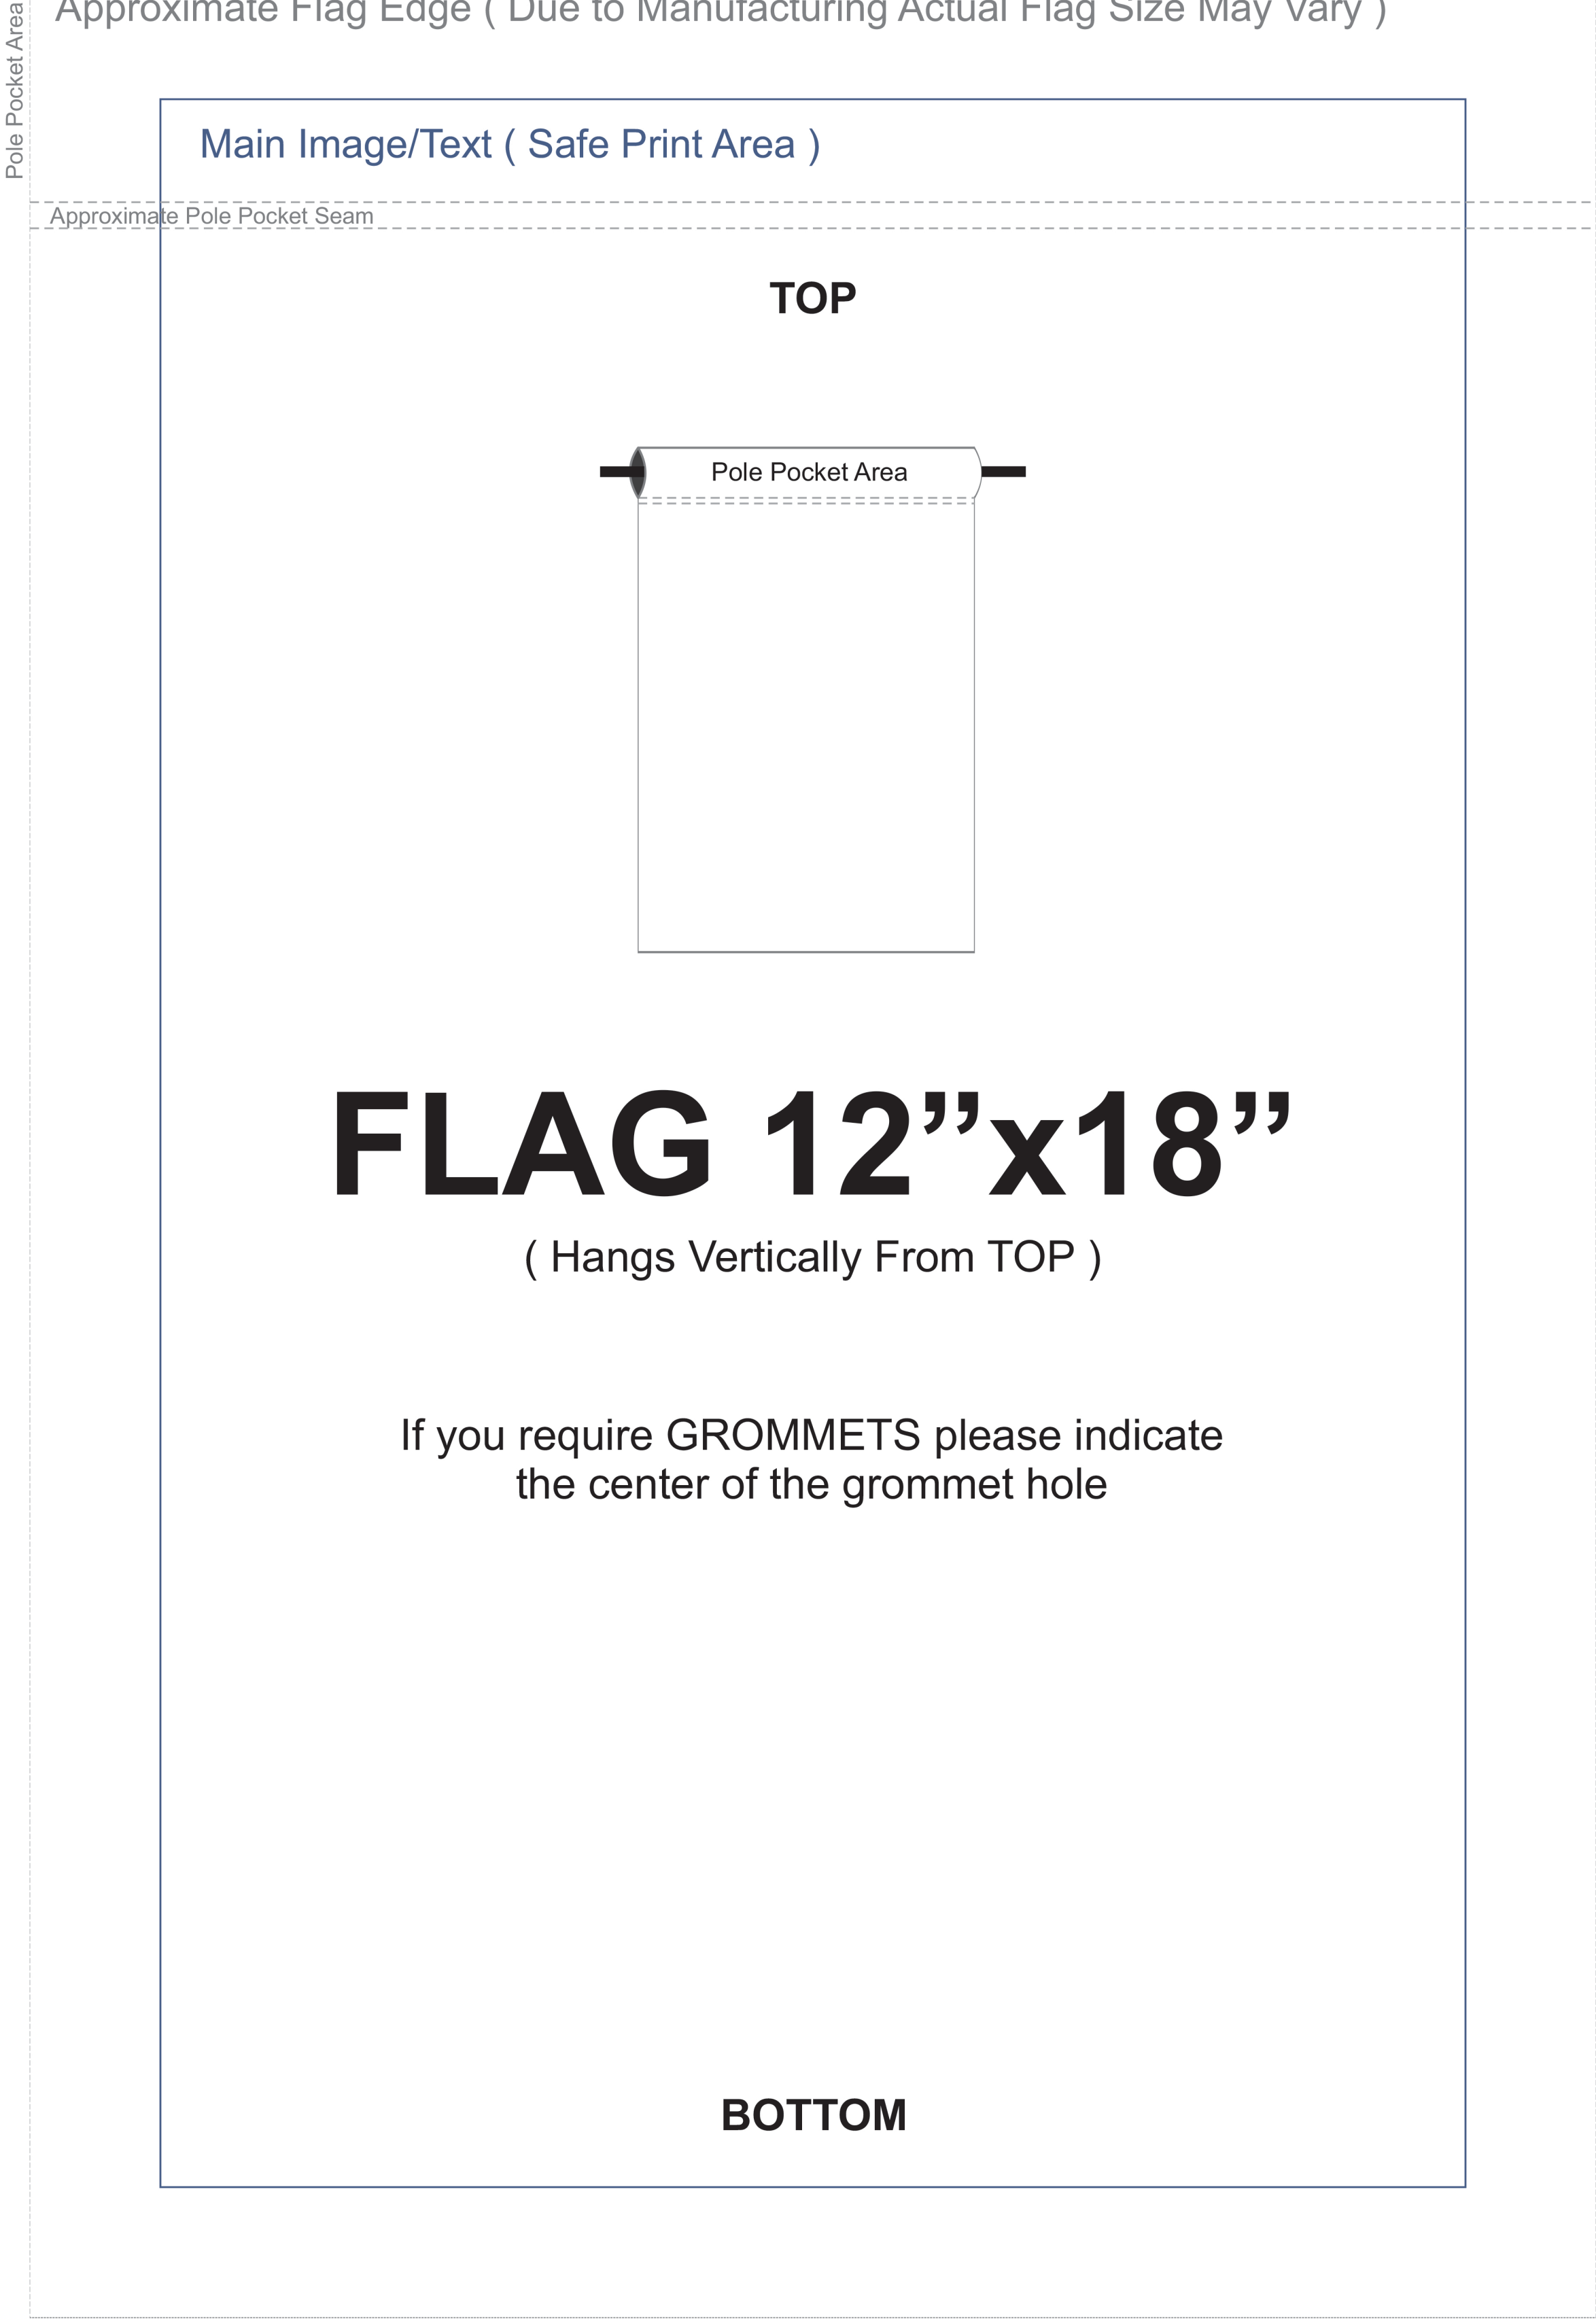 Approximate Flag Edge ( Due to Manufacturing Actual Flag Size May Vary )
Pole Pocket Area
Main Image/Text ( Safe Print Area )
Approximate Pole Pocket Seam
TOP
Pole Pocket Area
FLAG 12”x18”
( Hangs Vertically From TOP )
If you require GROMMETS please indicate
the center of the grommet hole
BOTTOM